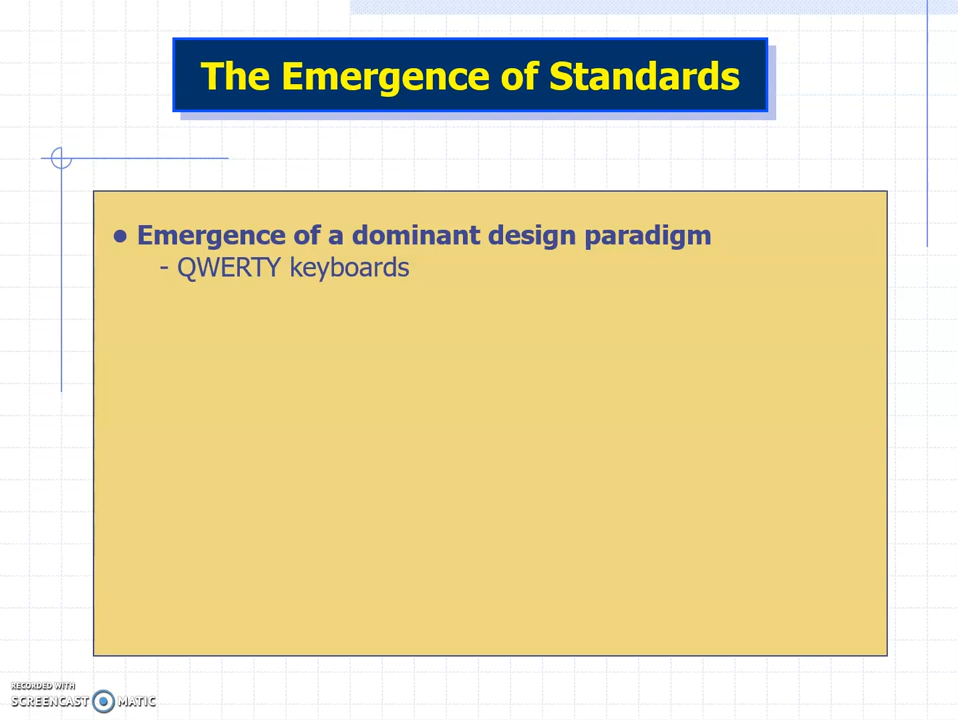 The Emergence of Standards
• Emergence of a dominant design paradigm
- QWERTY keyboards
RECORDED WITH
SCREENCAST MATIC